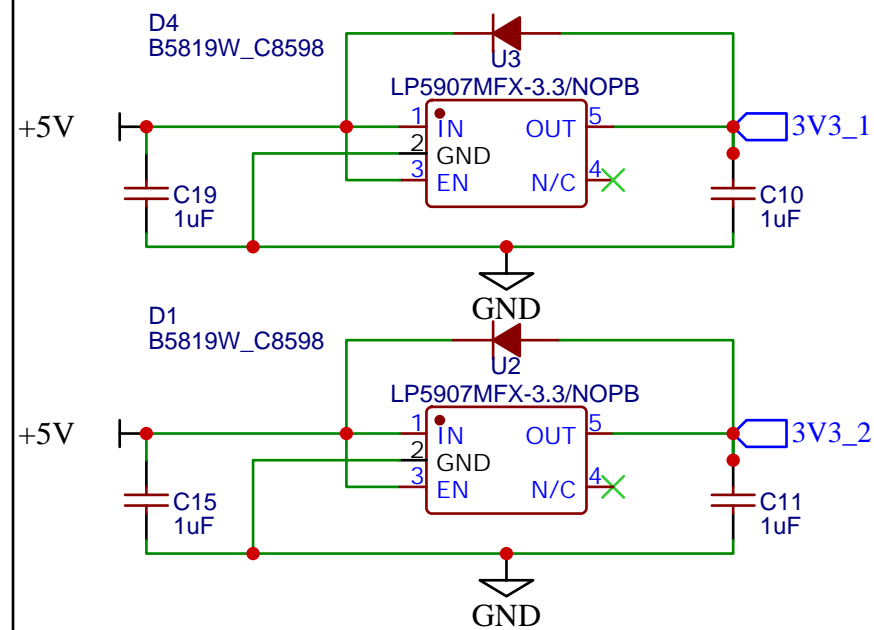 D4
B5819W_C8598
U3
LP5907MFX-3.3/NOPB
+5V
1
IN
OUT
5
3V3_1
2
GND
3
EN
N/C
4
C19
1uF
C10
1uF
GND
D1
B5819W_C8598
U2
LP5907MFX-3.3/NOPB
+5V
1
IN
OUT
5
3V3_2
2
GND
3
EN
N/C
4
C15
1uF
C11
1uF
GND